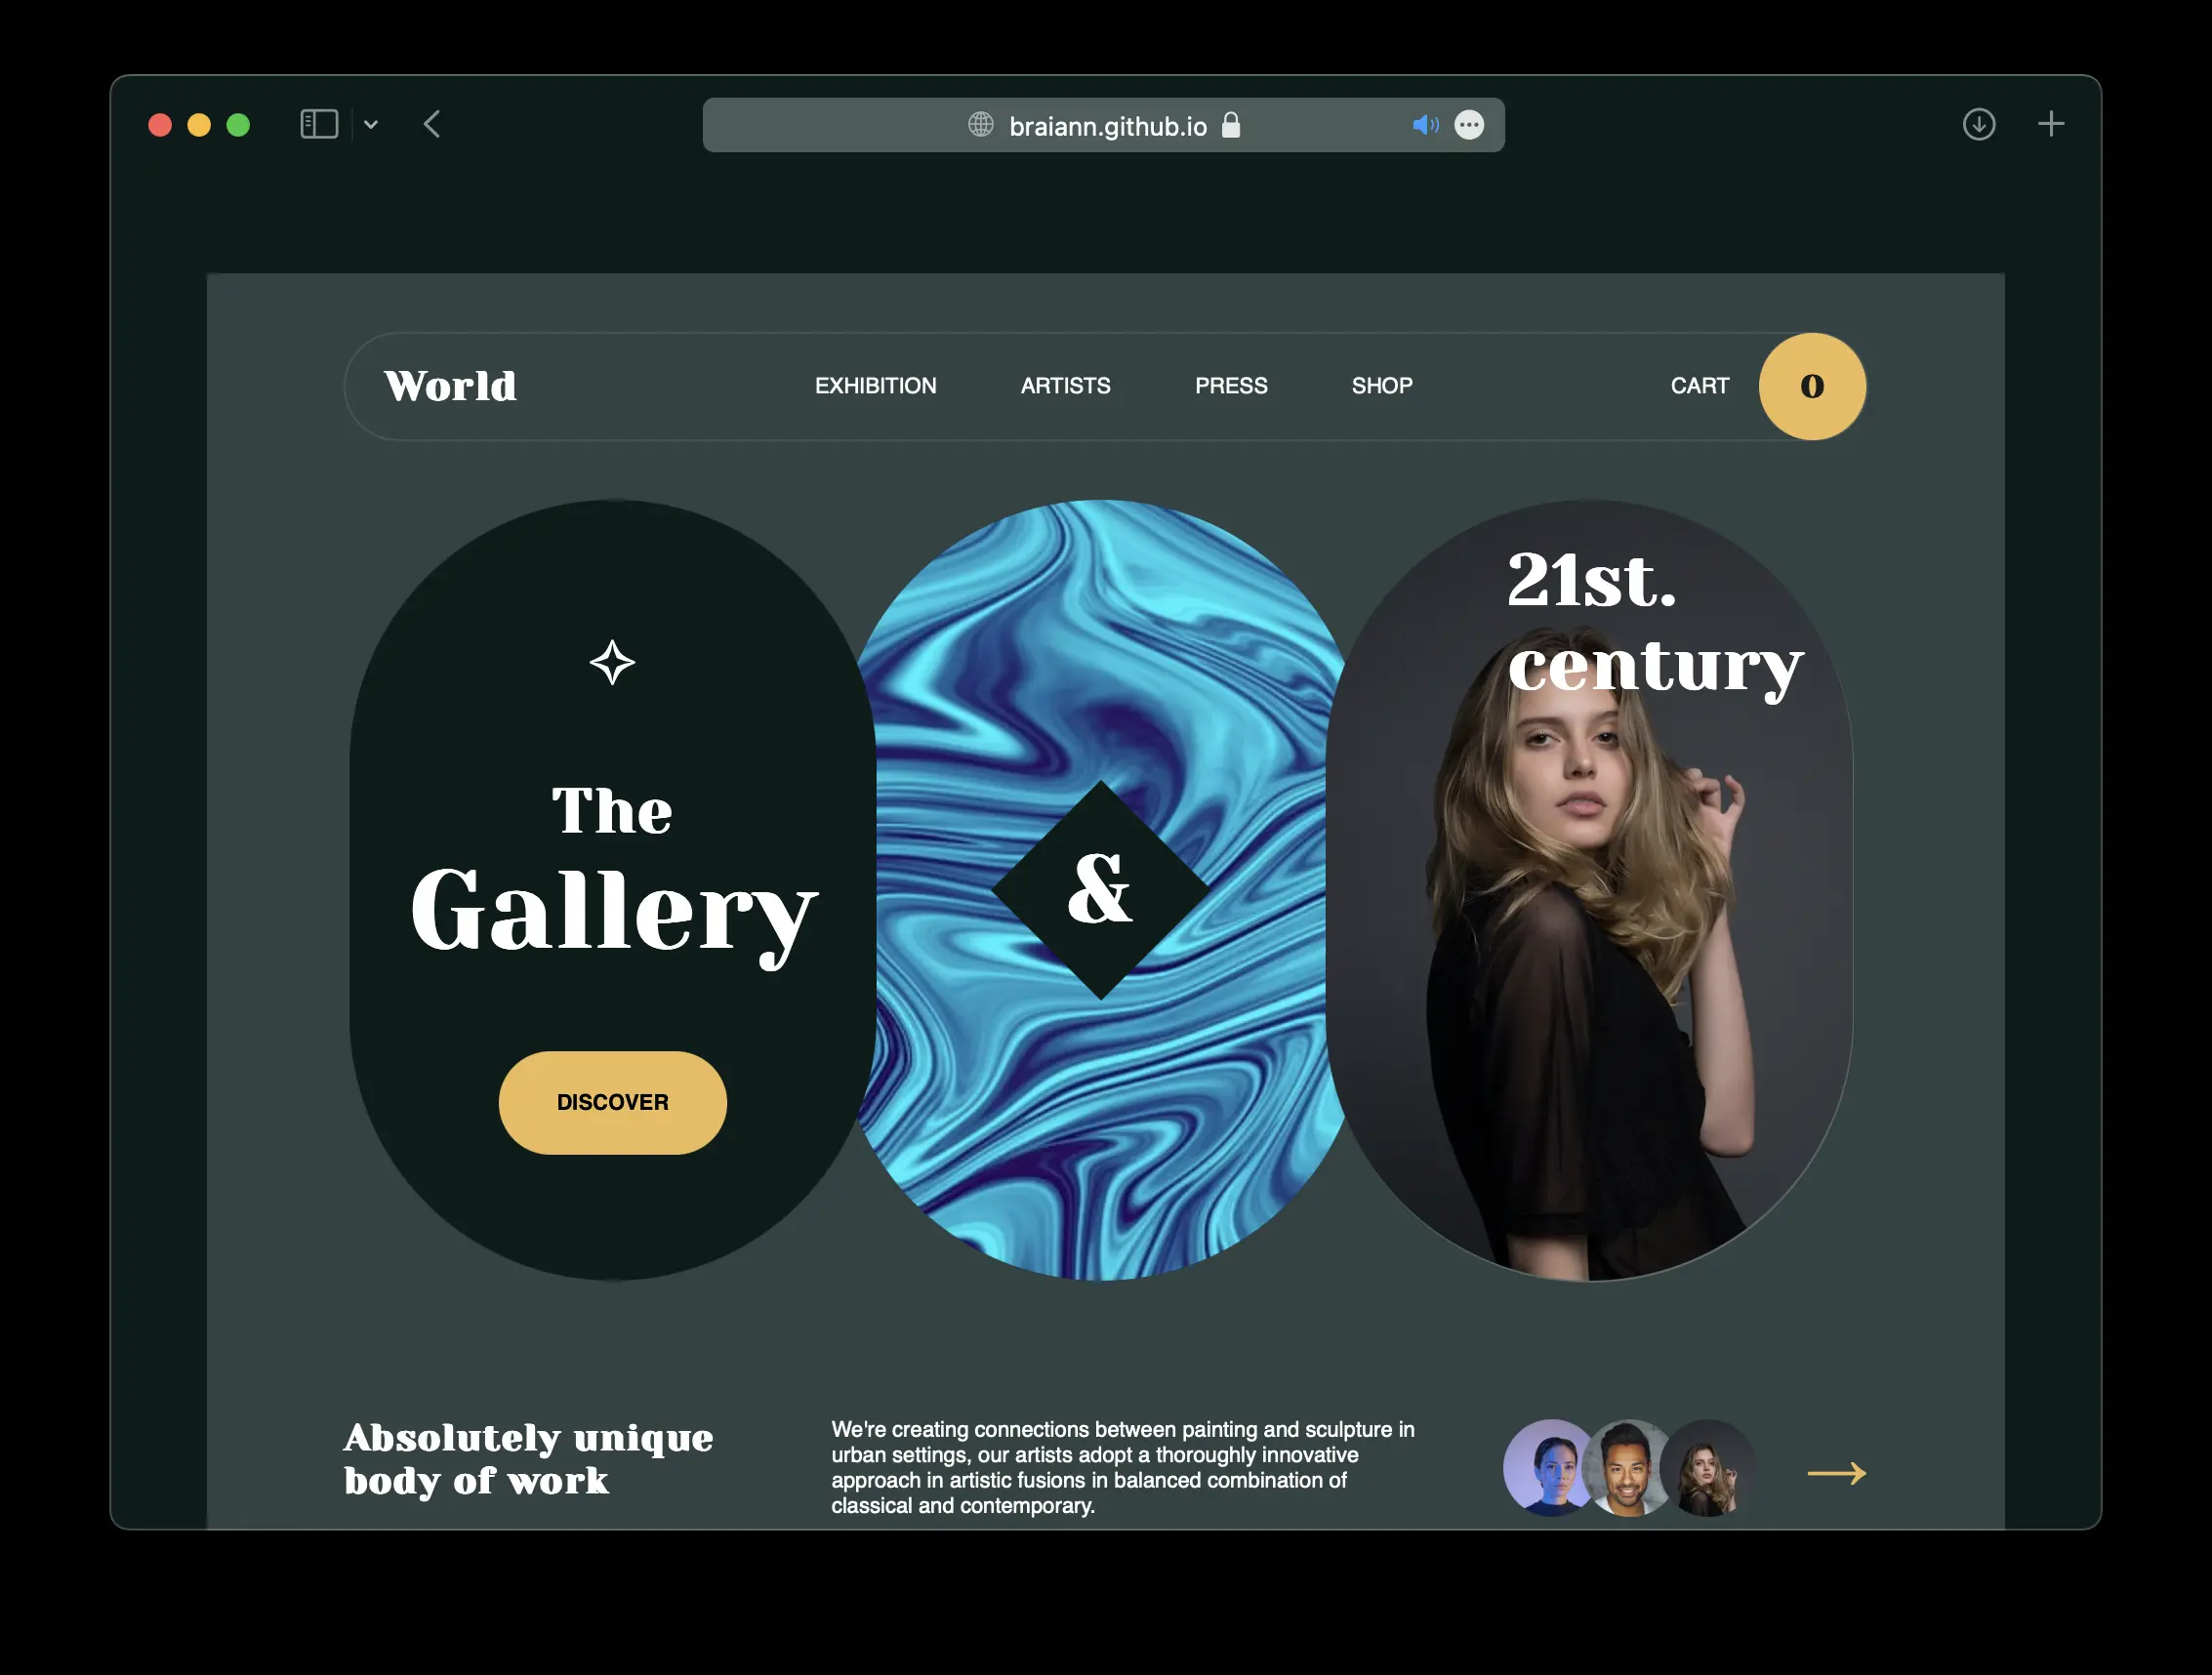 braiann.github.io
World
EXHIBITION
ARTISTS
PRESS
SHOP
CART
0
The
Gallery
DISCOVER
&
21st.
century
Absolutely unique
body of work
We're creating connections between painting and sculpture in
urban settings, our artists adopt a thoroughly innovative
approach in artistic fusions in balanced combination of
classical and contemporary.